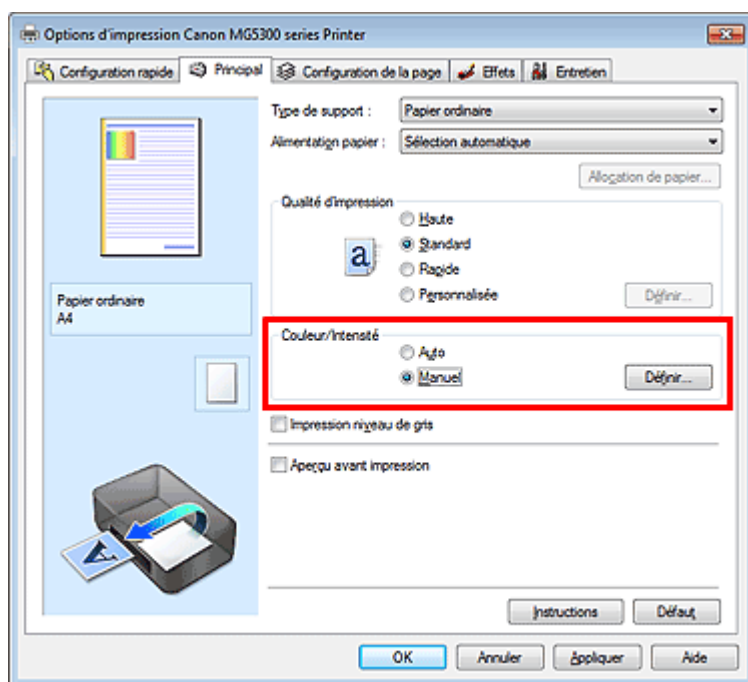 Options d'impression Canon MG5300 series Printer
Configuration rapide Principal Configuration de la page Effets Entretien
Type de support : Papier ordinaire
Alimentation papier : Sélection automatique
Allocation de papier...
Qualité d'impression
Haute
a Standard
Rapide
Personnalisée Définir...
Papier ordinaire
A4
Couleur/Intensité
Auto
Manuel Définir...
Impression niveau de gris
Aperçu avant impression
A
Instructions Défaut
OK Annuler Appliquer Aide